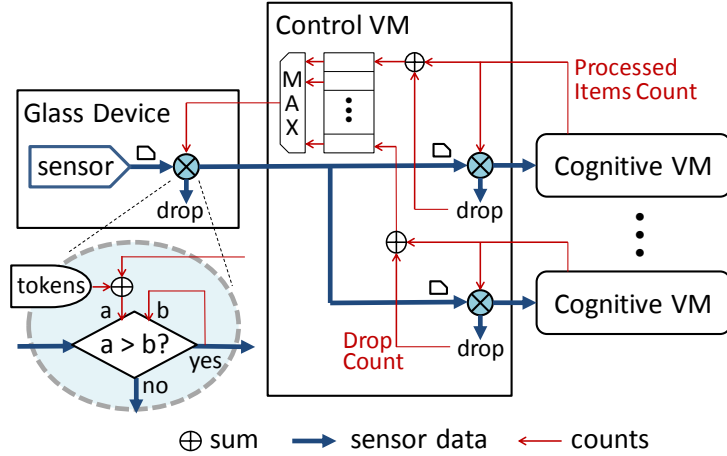 Control VM
Glass Device
M
A
X
Processed
Items Count
sensor
drop
Cognitive VM
drop
tokens
a
b
a > b?
yes
no
Drop
Count
drop
Cognitive VM
sum
sensor data
counts